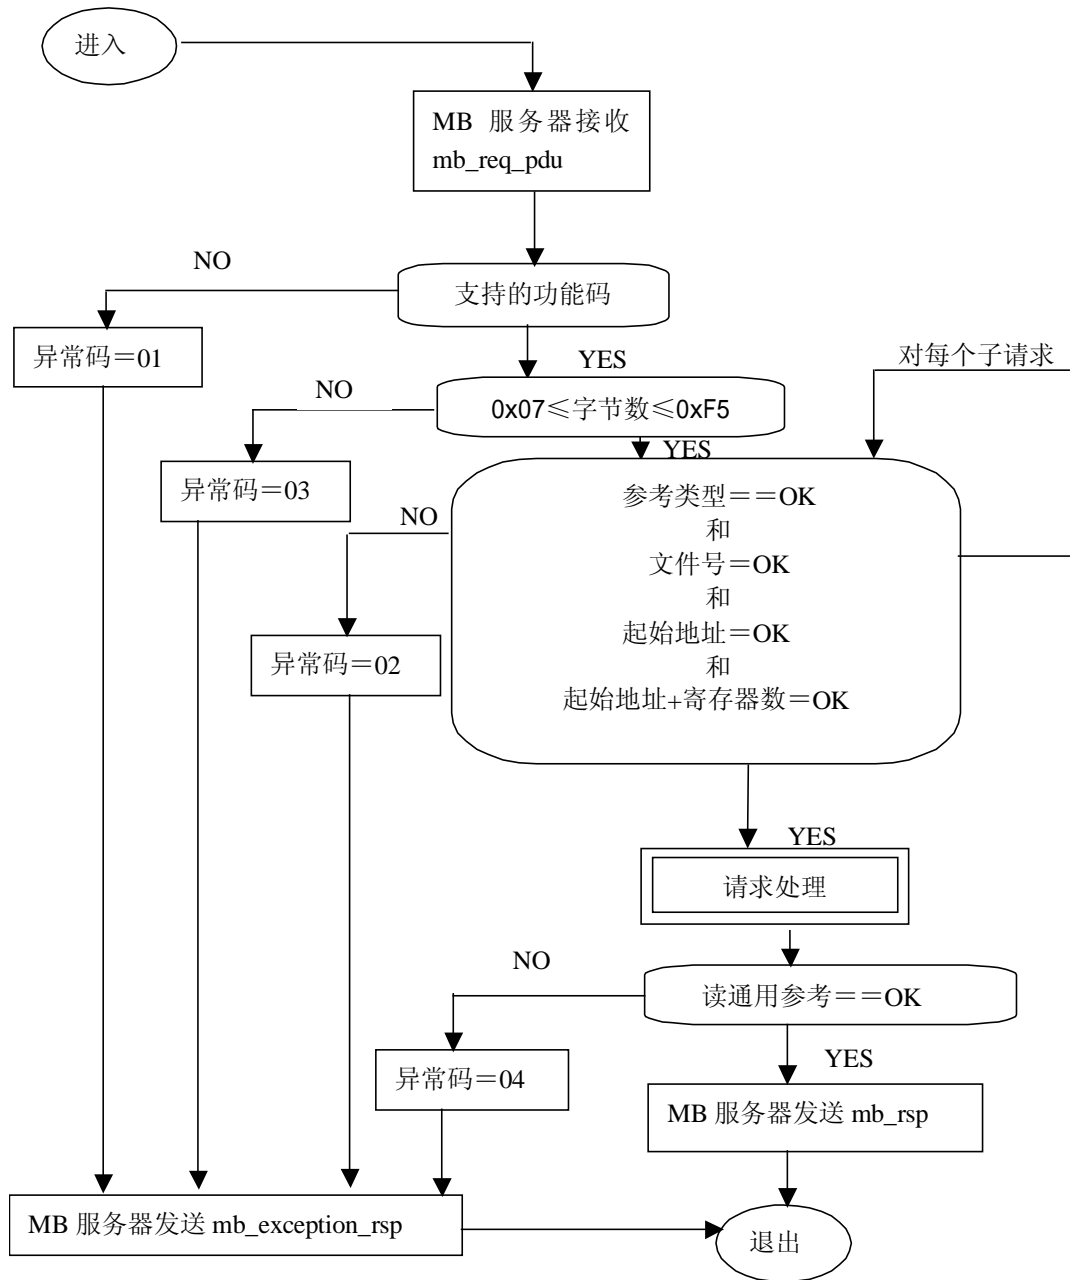 进入
MB 服务器接收
mb_req_pdu
NO
支持的功能码
异常码＝01
YES
对每个子请求
NO
0x07≤字节数≤0xF5
YES
异常码＝03
参考类型＝＝OK
NO
和
文件号＝OK
和
起始地址＝OK
异常码＝02
和
起始地址+寄存器数＝OK
YES
请求处理
NO
读通用参考＝＝OK
YES
异常码＝04
MB 服务器发送 mb_rsp
MB 服务器发送 mb_exception_rsp
退出